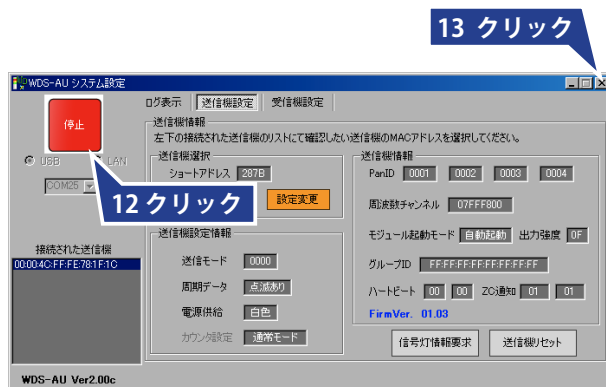 13 クリック
WDS-AU システム設定
ログ表示 送信機設定 受信機設定
停止
送信機情報
左下の接続された送信機のリストにて確認したい送信機のMACアドレスを選択してください。
USB LAN
COM25
12 クリック
送信機選択
ショートアドレス 287B
設定変更
送信機設定情報
送信モード 0000
周期データ 点滅あり
電源供給 白色
カウンタ設定 通常モード
送信機情報
PanID 0001 0002 0003 0004
周波数チャンネル 07FFF800
モジュール起動モード 自動起動 出力強度 0F
グループID FF:FF:FF:FF:FF:FF:FF:FF
ハートビート 00 00 ZC通知 01 01
FirmVer. 01.03
信号灯情報要求 送信機リセット
接続された送信機
00:00:4C:FF:FE:78:1F:1C
WDS-AU Ver2.00c